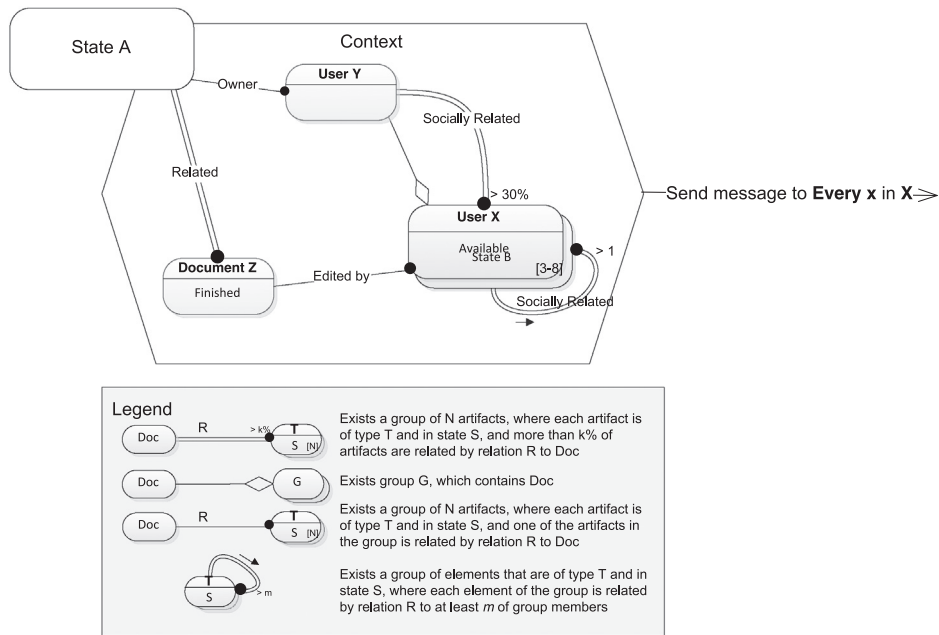 State A
Context
User Y
Owner
Socially Related
Related
> 30%
Send message to Every x in X
User X
Available
State B
> 1
[3-8]
Document Z
Edited by
Finished
Socially Related
Legend
Doc
R
> k%
T
S [N]
Exists a group of N artifacts, where each artifact is
of type T and in state S, and more than k% of
artifacts are related by relation R to Doc
Doc
G
Exists group G, which contains Doc
Doc
R
T
S [N]
Exists a group of N artifacts, where each artifact is
of type T and in state S, and one of the artifacts in
the group is related by relation R to Doc
T
S
> m
Exists a group of elements that are of type T and in
state S, where each element of the group is related
by relation R to at least m of group members